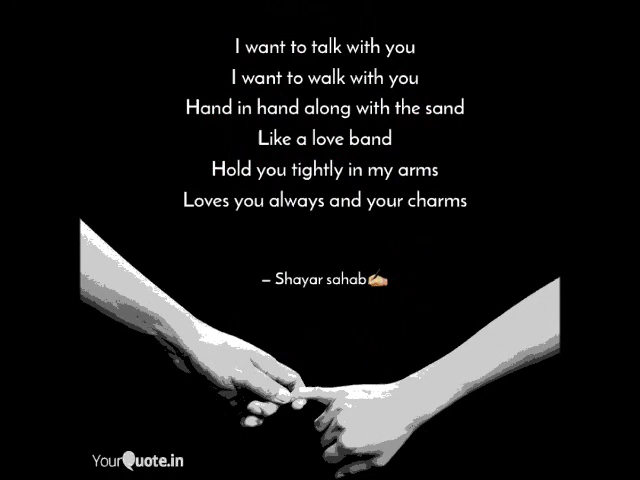 I want to talk with you
I want to walk with you
Hand in hand along with the sand
Like a love band
Hold you tightly in my arms
Loves you always and your charms
– Shayar sahab✍🏼
YourQuote.in